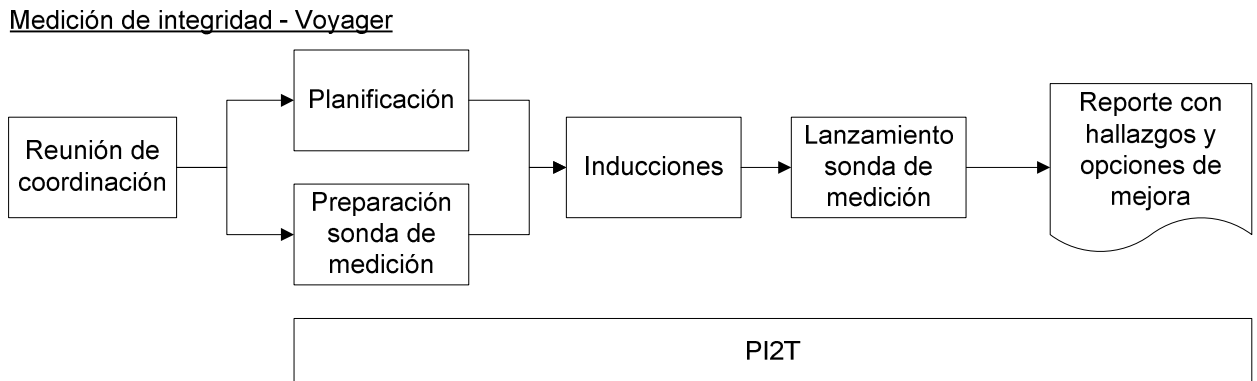 Medición de integridad - Voyager
Reunión de
coordinación
Planificación
Preparación
sonda de
medición
Inducciones
Lanzamiento
sonda de
medición
Reporte con
hallazgos y
opciones de
mejora
PI2T